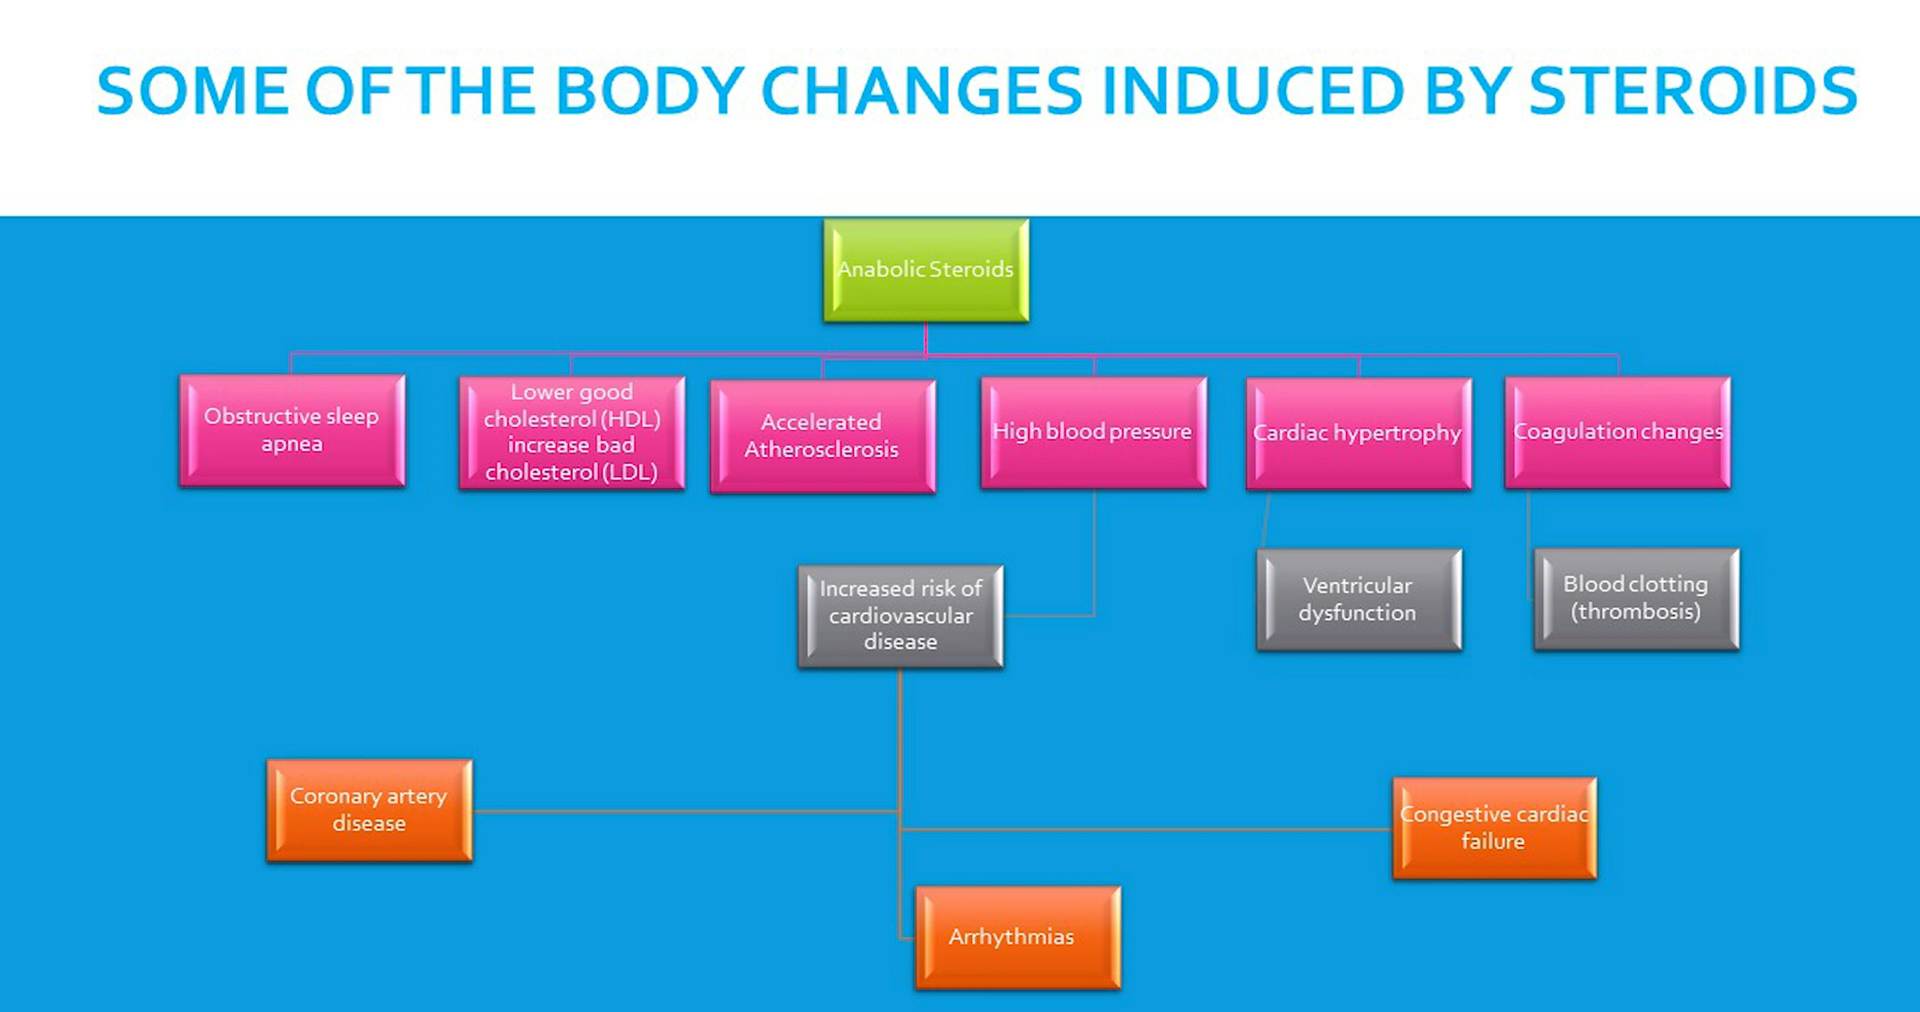 SOME OF THE BODY CHANGES INDUCED BY STEROIDS
Anabolic Steroids
Obstructive sleep
apnea
Lower good
cholesterol (HDL)
increase bad
cholesterol (LDL)
Accelerated
Atherosclerosis
High blood pressure
Cardiac hypertrophy
Coagulation changes
Increased risk of
cardiovascular
disease
Ventricular
dysfunction
Blood clotting
(thrombosis)
Coronary artery
disease
Congestive cardiac
failure
Arrhythmias